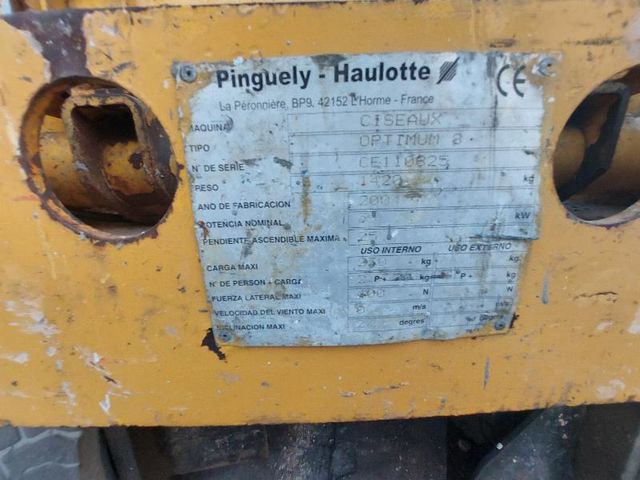 Pinguely - Haulotte CE
La Péronnière, BP9, 42152 L'Horme - France
MAQUINA CISEAUX
TIPO OPTIMUM 8
N° DE SERIE CE110825
PESO kg
ANO DE FABRICACION
POTENCIA NOMINAL kW
PENDIENTE ASCENDIBLE MAXIMA
USO INTERNO USO EXTERNO
CARGA MAXI kg kg
N° DE PERSON + CARGA P+ kg P+ kg
FUERZA LATERAL MAXI N N
VELOCIDAD DEL VIENTO MAXI m/s
INCLINACION MAXI degres